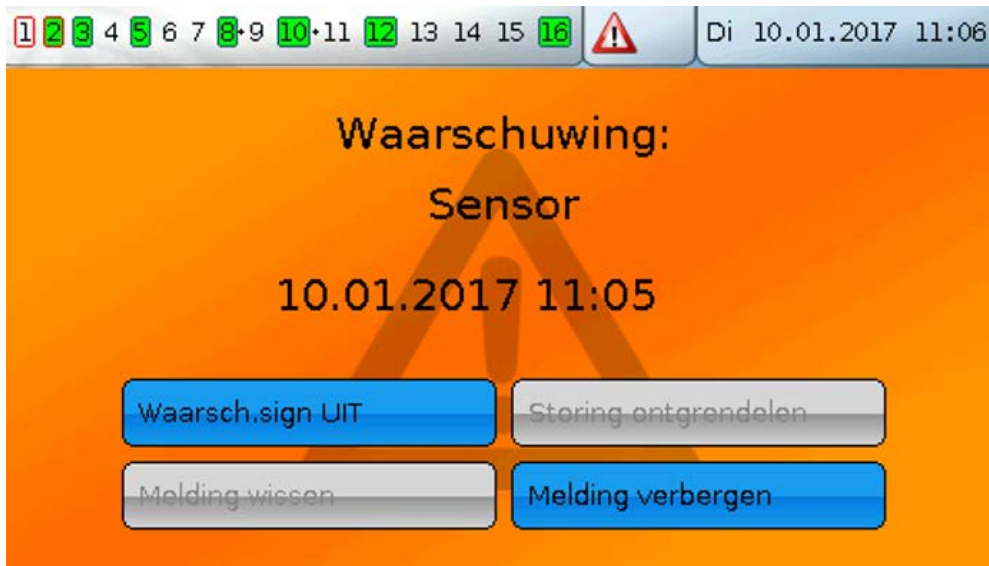 1 2 3 4 5 6 7 8+9 10+11 12 13 14 15 16 Di 10.01.2017 11:06
Waarschuwing:
Sensor
10.01.2017 11:05
Waarsch.sign UIT Storing ontgrendelen
Melding wissen Melding verbergen